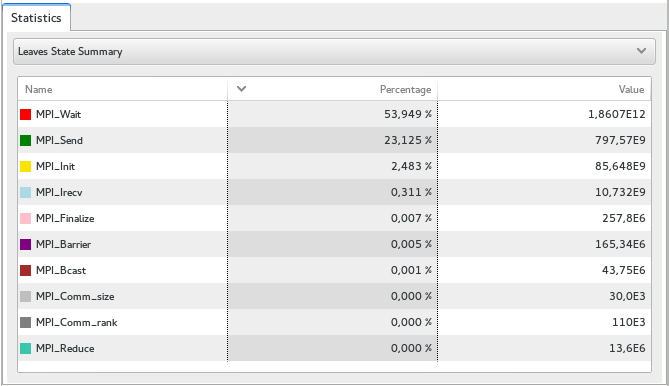 Statistics
Leaves State Summary
Name Percentage Value
MPI_Wait 53,949 % 1,8607E12
MPI_Send 23,125 % 797,57E9
MPI_Init 2,483 % 85,648E9
MPI_Irecv 0,311 % 10,732E9
MPI_Finalize 0,007 % 257,8E6
MPI_Barrier 0,005 % 165,34E6
MPI_Bcast 0,001 % 43,75E6
MPI_Comm_size 0,000 % 30,0E3
MPI_Comm_rank 0,000 % 110E3
MPI_Reduce 0,000 % 13,6E6